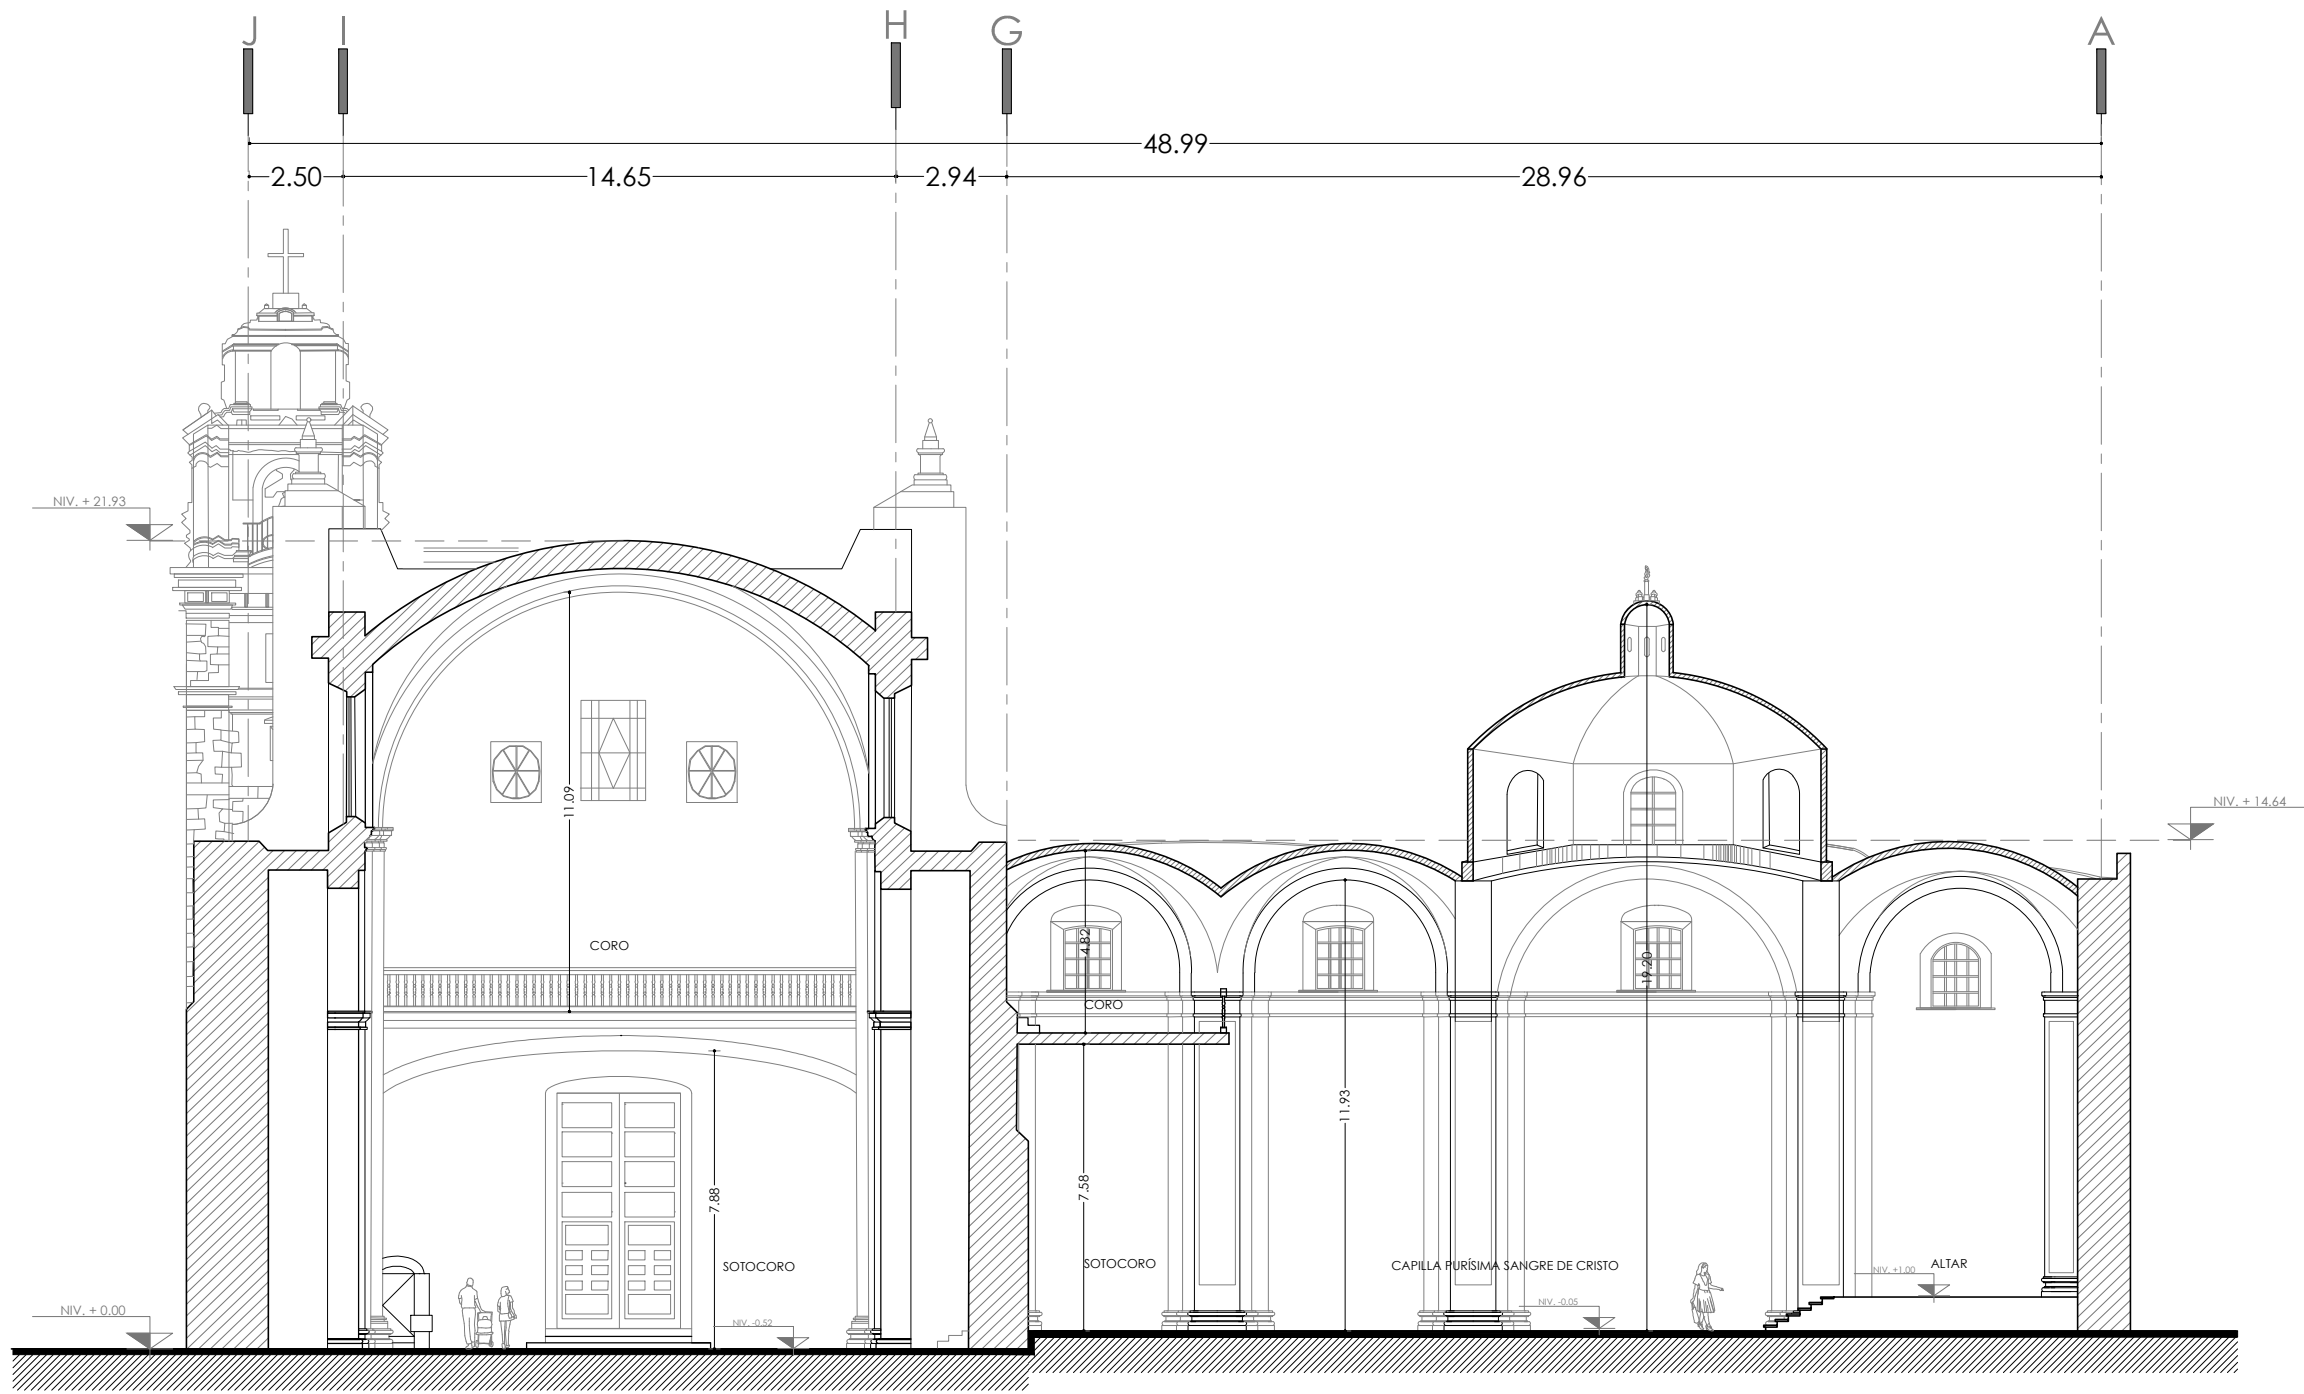 J I H G A
48.99
2.50 14.65 2.94 28.96
NIV. + 21.93
NIV. + 14.64
11.09
CORO
4.82
19.20
CORO
11.93
7.58
7.88
SOTOCORO
SOTOCORO
CAPILLA PURÍSIMA SANGRE DE CRISTO
ALTAR
NIV. +1.00
NIV. -0.05
NIV. + 0.00
NIV. -0.52